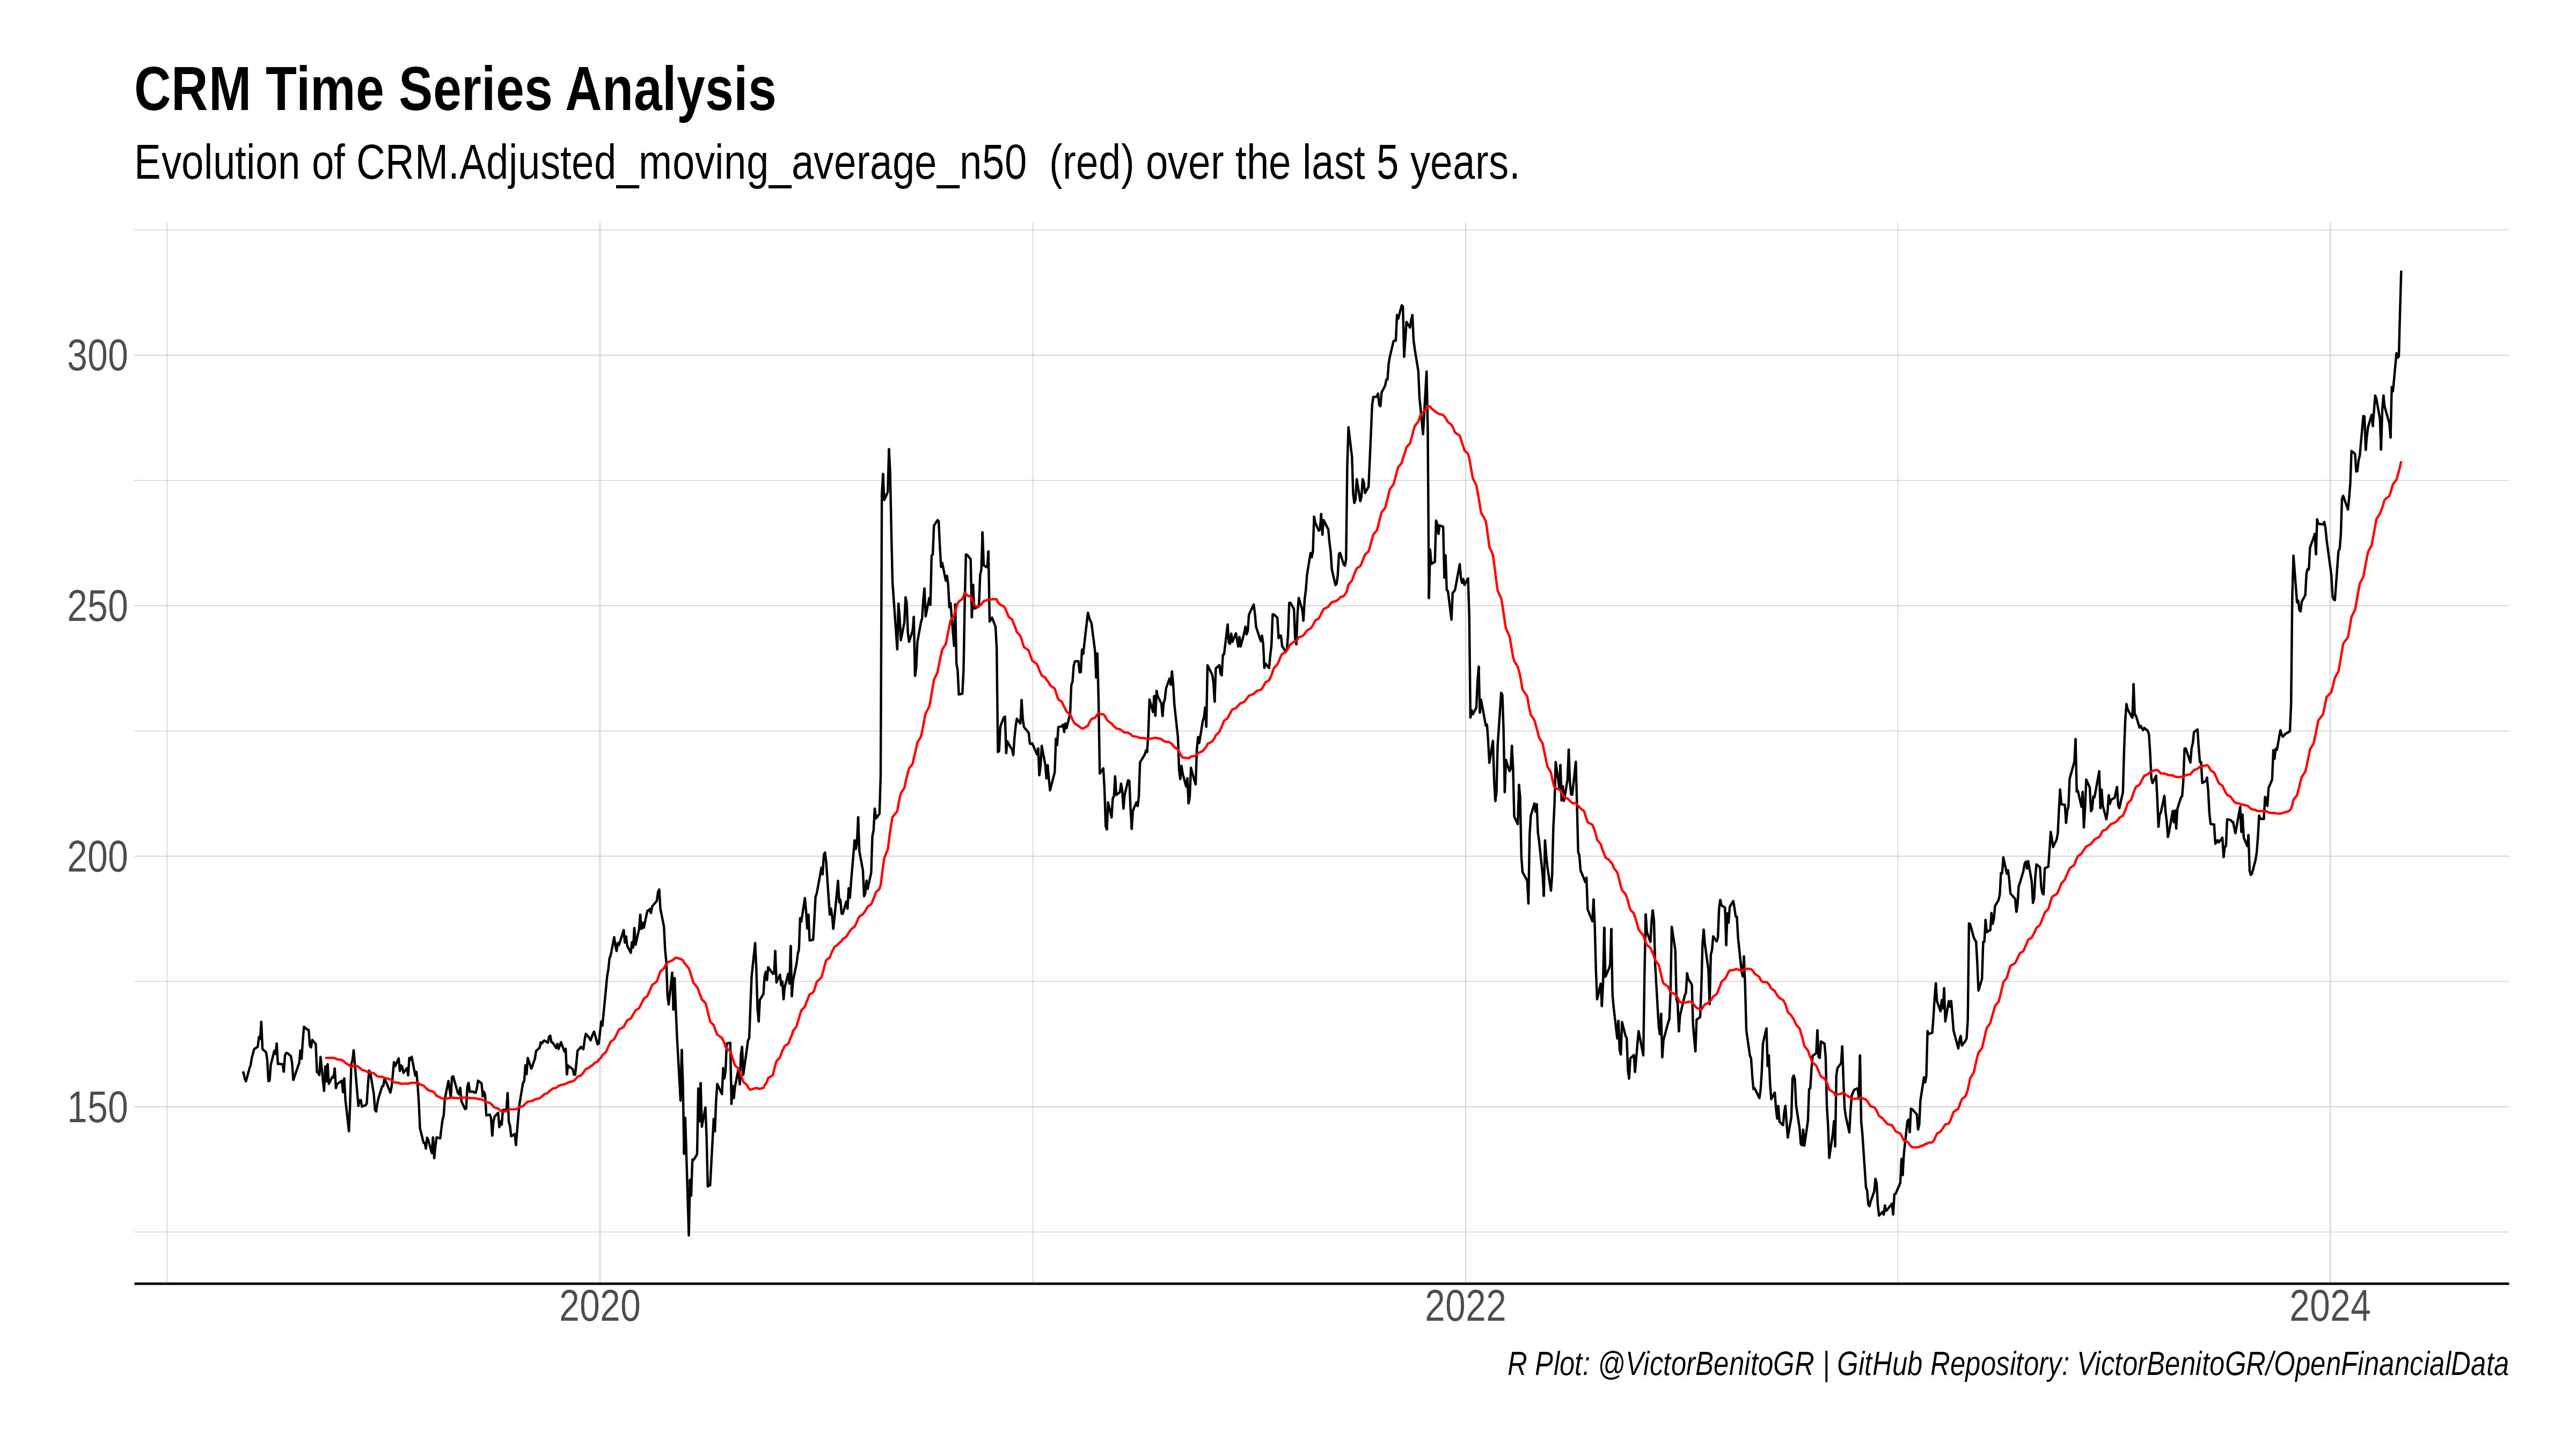 CRM Time Series Analysis
Evolution of CRM.Adjusted_moving_average_n50  (red) over the last 5 years.
300
250
200
150
2020 2022 2024
R Plot: @VictorBenitoGR | GitHub Repository: VictorBenitoGR/OpenFinancialData